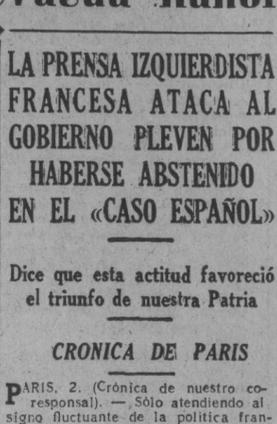 LA PRENSA IZQUIERDISTA
FRANCESA ATACA AL
GOBIERNO PLEVEN POR
HABERSE ABSTENIDO
EN EL «CASO ESPAÑOL»
Dice que esta actitud favoreció
el triunfo de nuestra Patria
CRONICA DE PARIS
PARIS, 2. (Crónica de nuestro co-
rresponsal). — Sólo atendiendo al
signo fluctuante de la política fran-